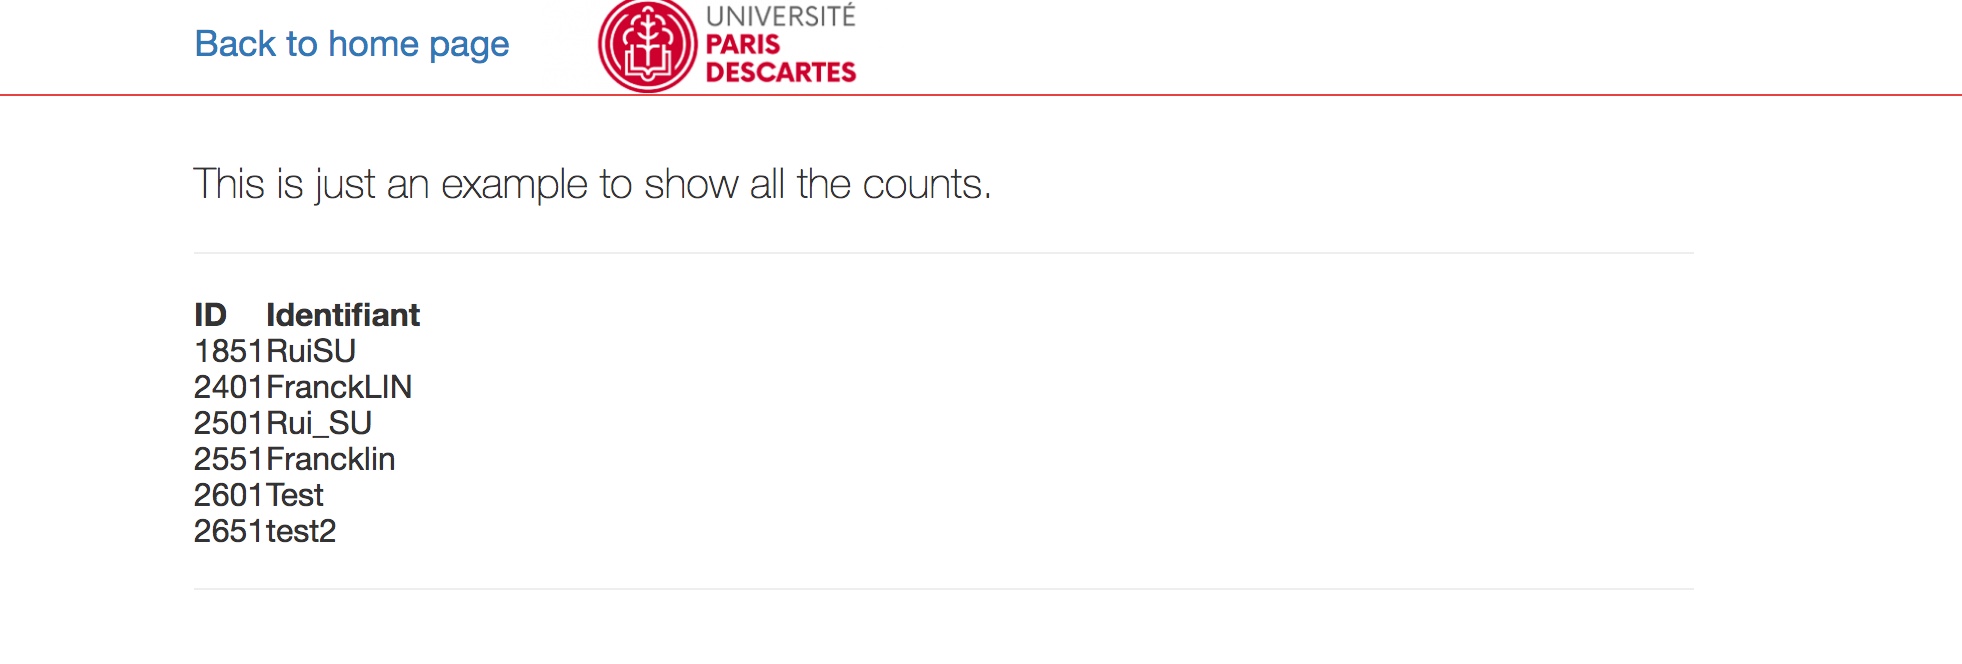 Back to home page
UNIVERSITÉ
PARIS
DESCARTES
This is just an example to show all the counts.
ID Identifiant
1851 RuiSU
2401 FranckLIN
2501 Rui_SU
2551 Francklin
2601 Test
2651 test2